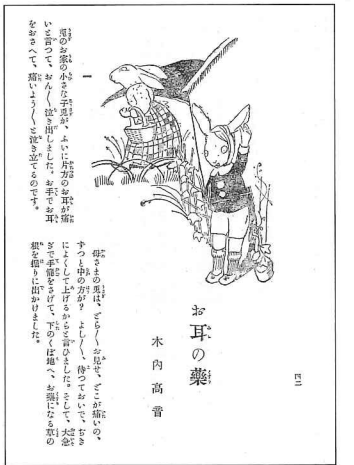 四二
お耳の藥
木內高音
一
兎のお家の小さな子兎が、ふいに片方のお耳が痛
いと言つて、おん〳〵泣き出しました。お手でお耳
をおさへて、痛いよう〳〵と泣き立てるのです。
母さまの兎は、どら〳〵お見せ、どこが痛いの、
ずつと中の方が？　よし〳〵、待つておいで、ぢき
によくして上げるからと言ひました。そして、大急
ぎで手籠をさげて、下のくぼ地へ、お藥になる草の
根を掘りに出かけました。